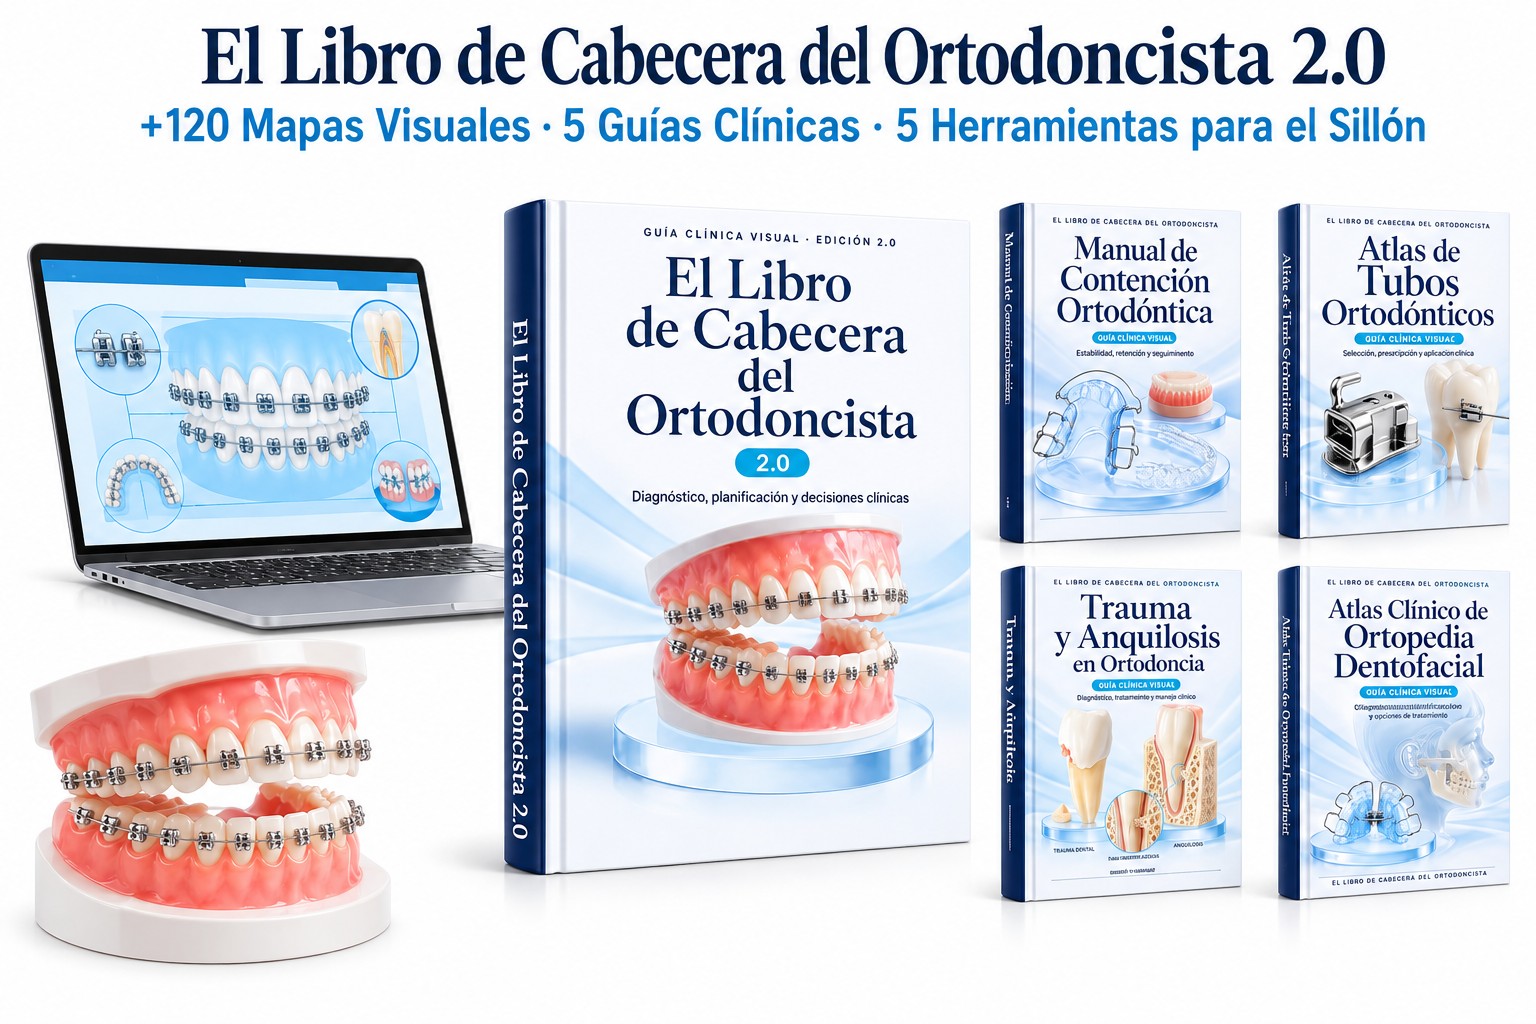 El Libro de Cabecera del Ortodoncista 2.0
+120 Mapas Visuales · 5 Guías Clínicas · 5 Herramientas para el Sillón
El Libro de Cabecera del Ortodoncista 2.0
GUÍA CLÍNICA VISUAL · EDICIÓN 2.0
El Libro
de Cabecera
del
Ortodoncista
2.0
Diagnóstico, planificación y decisiones clínicas
EL LIBRO DE CABECERA DEL ORTODONCISTA
Manual de
Contención
Ortodóntica
GUÍA CLÍNICA VISUAL
Estabilidad, retención y seguimiento
EL LIBRO DE CABECERA DEL ORTODONCISTA
Atlas de
Tubos
Ortodónticos
GUÍA CLÍNICA VISUAL
Selección, prescripción y aplicación clínica
EL LIBRO DE CABECERA DEL ORTODONCISTA
Trauma
y Anquilosis
en Ortodoncia
GUÍA CLÍNICA VISUAL
Diagnóstico, tratamiento y manejo clínico
TRAUMA DENTAL
ANQUILOSIS
EL LIBRO DE CABECERA DEL ORTODONCISTA
Atlas Clínico de
Ortopedia
Dentofacial
GUÍA CLÍNICA VISUAL
y opciones de tratamiento
EL LIBRO DE CABECERA DEL ORTODONCISTA